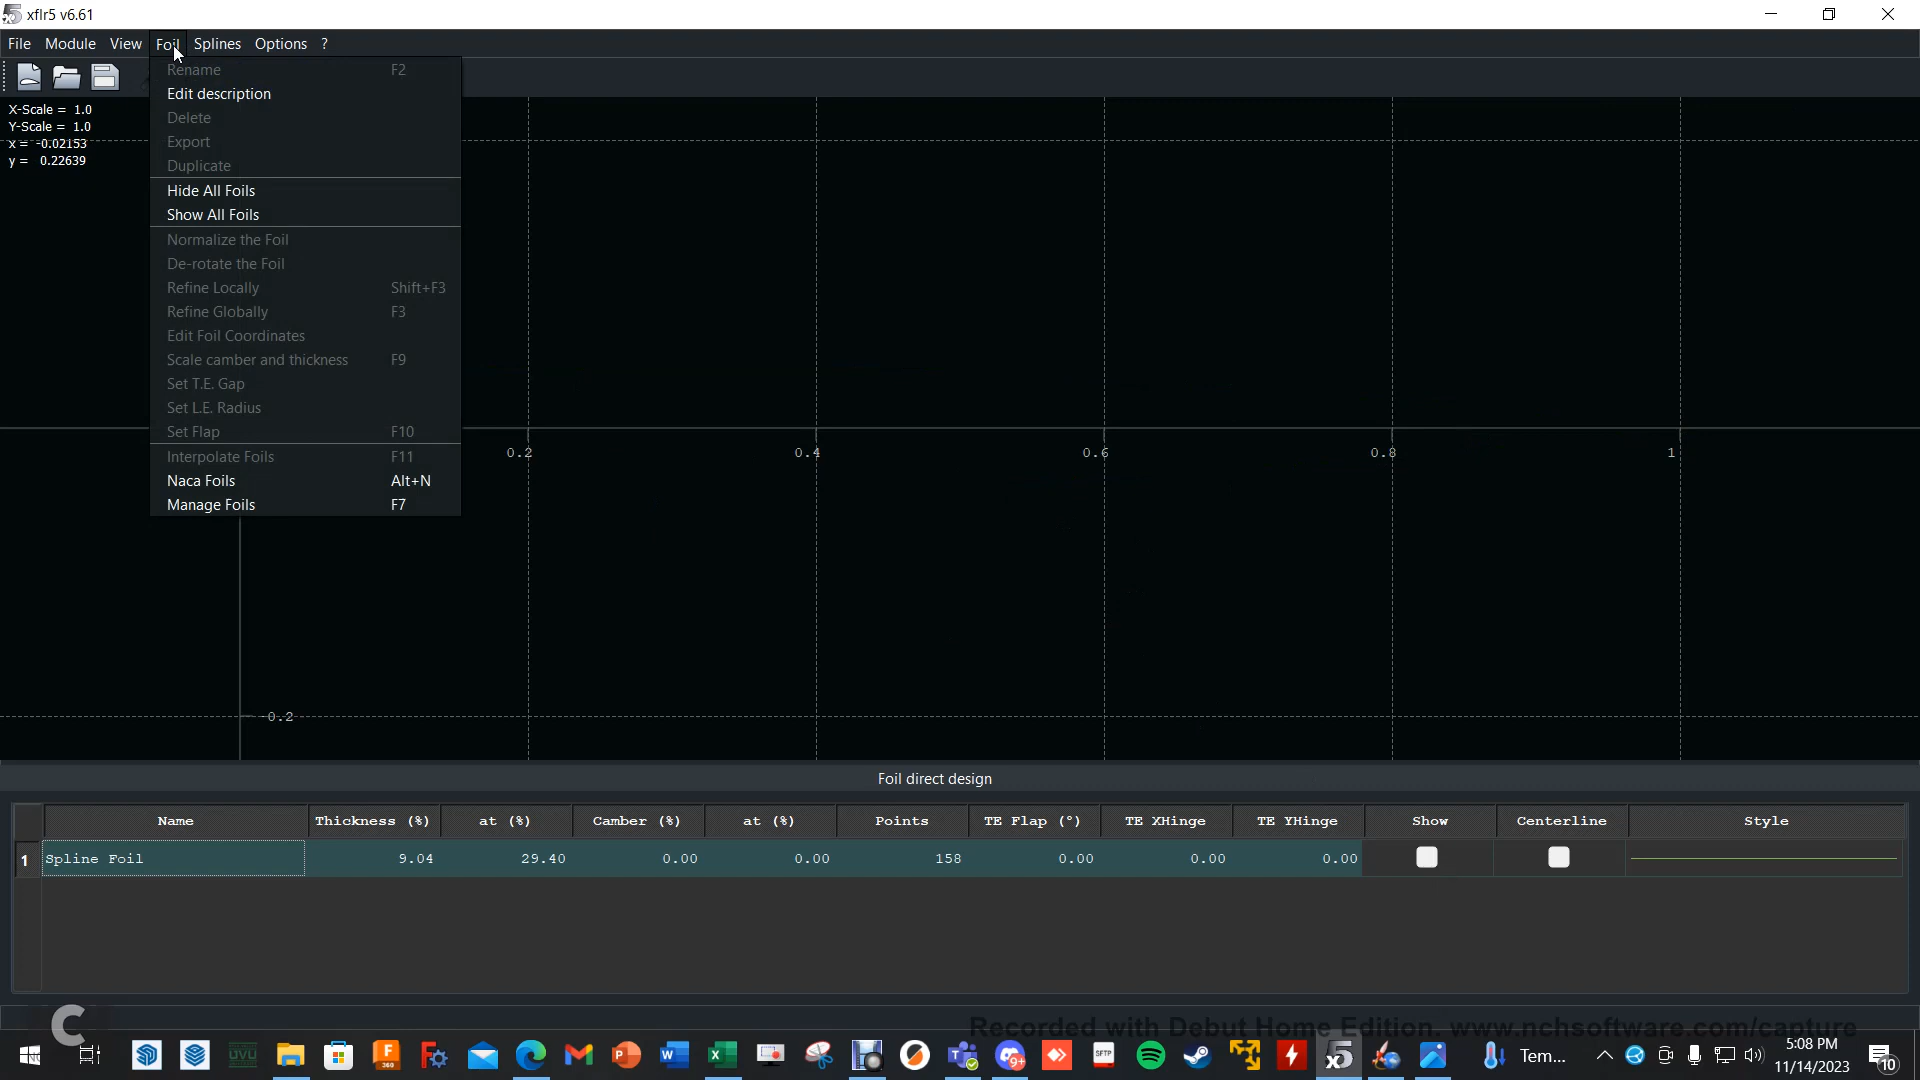 xflr5 v6.61
File Module View Foil Splines Options ?
X-Scale = 1.0
Y-Scale = 1.0
x = -0.02153
y = 0.22639
Rename F2
Edit description
Delete
Export
Duplicate
Hide All Foils
Show All Foils
Normalize the Foil
De-rotate the Foil
Refine Locally Shift+F3
Refine Globally F3
Edit Foil Coordinates
Scale camber and thickness F9
Set T.E. Gap
Set L.E. Radius
Set Flap F10
Interpolate Foils F11
Naca Foils Alt+N
Manage Foils F7
0.2 0.4 0.6 0.8 1
-0.2
Foil direct design
Name Thickness (%) at (%) Camber (%) at (%) Points TE Flap (°) TE XHinge TE YHinge Show Centerline Style
1 Spline Foil 9.04 29.40 0.00 0.00 158 0.00 0.00 0.00
C
Recorded with Debut Home Edition. www.nchsoftware.com/capture
UVU
F
360
SFTP
9+
x5
Tem...
5:08 PM
11/14/2023
10